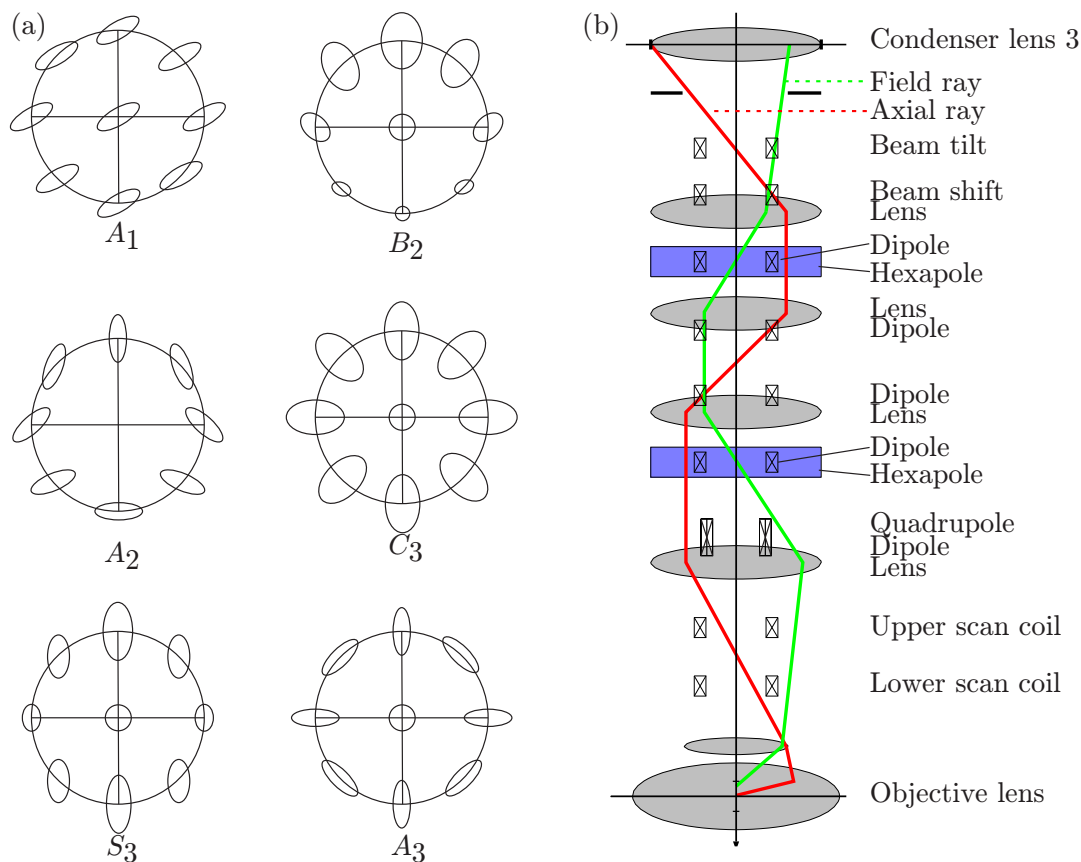 (a)
A1
B2
A2
C3
S3
A3
(b)
Condenser lens 3
Field ray
Axial ray
Beam tilt
Beam shift
Lens
Dipole
Hexapole
Lens
Dipole
Dipole
Lens
Dipole
Hexapole
Quadrupole
Dipole
Lens
Upper scan coil
Lower scan coil
Objective lens